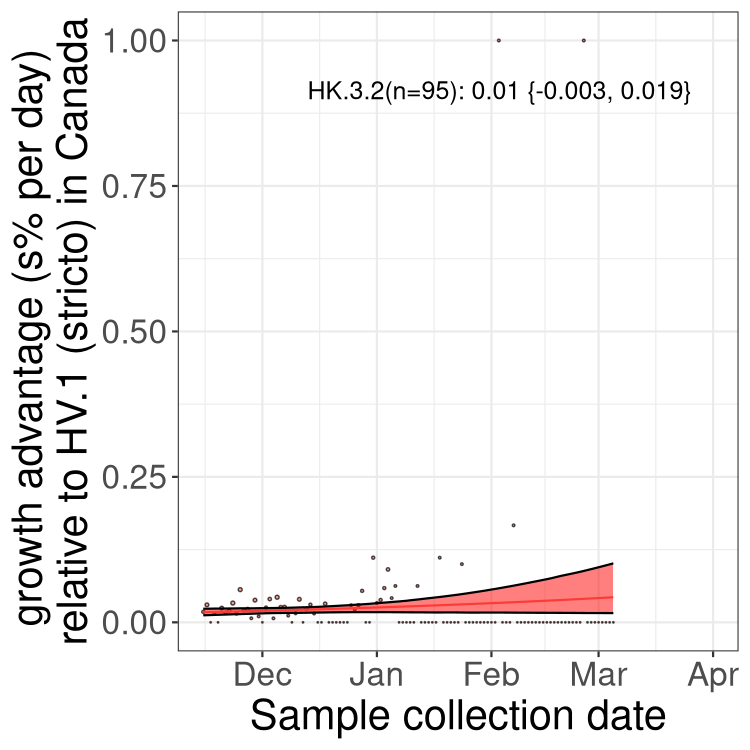 growth advantage (s% per day)
relative to HV.1 (stricto) in Canada
1.00
0.75
0.50
0.25
0.00
HK.3.2(n=95): 0.01 {-0.003, 0.019}
Dec Jan Feb Mar Apr
Sample collection date